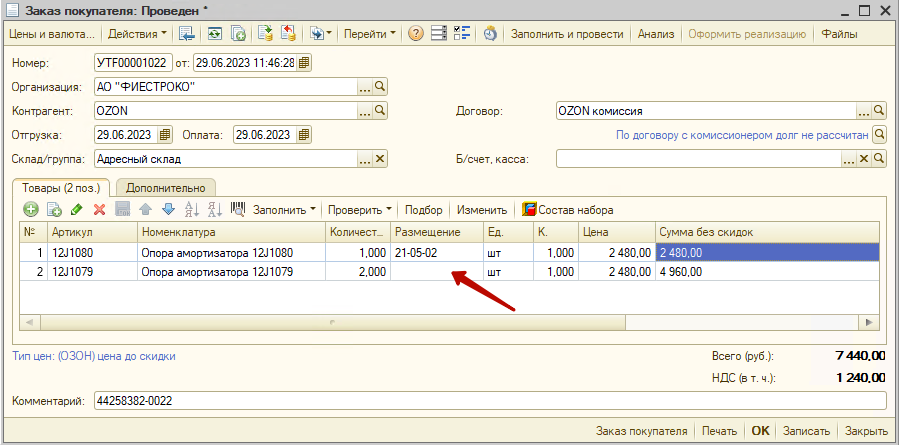 Заказ покупателя: Проведен *
Цены и валюта... Действия Перейти Заполнить и провести Анализ Оформить реализацию Файлы
Номер: УТF00001022 от: 29.06.2023 11:46:28
Организация: АО "ФИЕСТРОКО" ...
Контрагент: OZON ... Договор: OZON комиссия ...
Отгрузка: 29.06.2023 Оплата: 29.06.2023 По договору с комиссионером долг не рассчитан
Склад/группа: Адресный склад ... Б/счет, касса: ...
Товары (2 поз.) Дополнительно
Заполнить Проверить Подбор Изменить Состав набора
№ Артикул Номенклатура Количест... Размещение Ед. К. Цена Сумма без скидок
1 12J1080 Опора амортизатора 12J1080 1,000 21-05-02 шт 1,000 2 480,00 2 480,00
2 12J1079 Опора амортизатора 12J1079 2,000 шт 1,000 2 480,00 4 960,00
Тип цен: (ОЗОН) цена до скидки Всего (руб.): 7 440,00
НДС (в т. ч.): 1 240,00
Комментарий: 44258382-0022
Заказ покупателя Печать OK Записать Закрыть